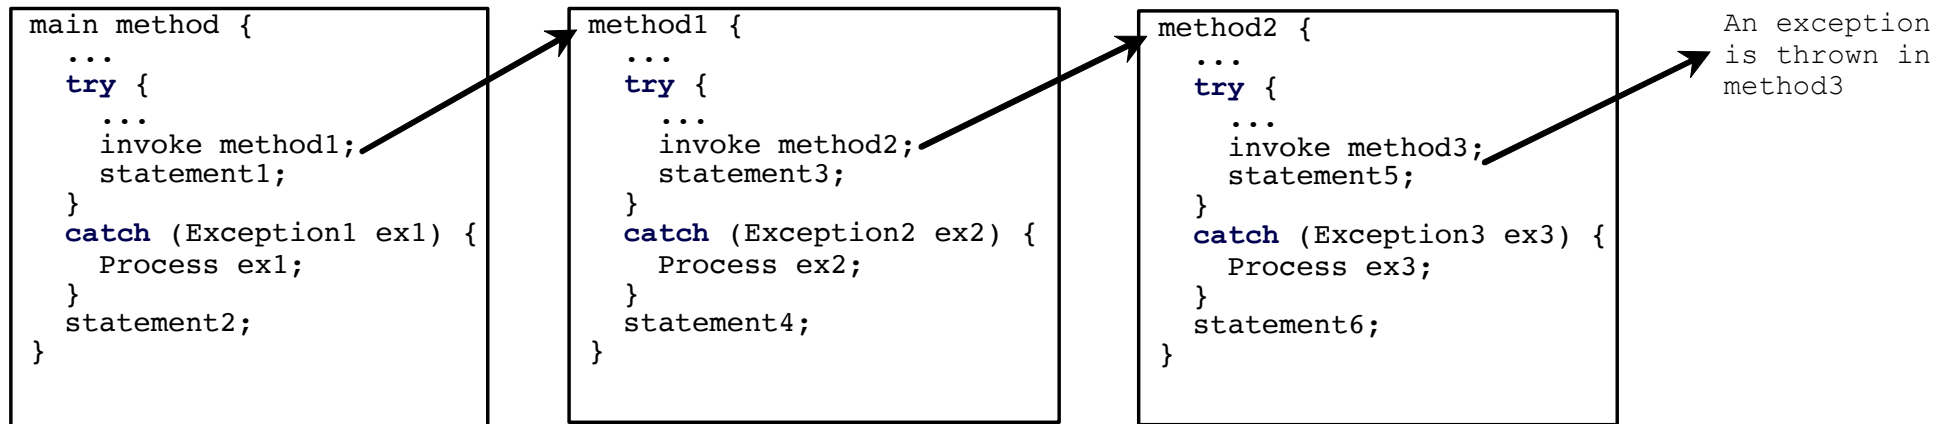 main method {
...
try {
...
invoke method1;
statement1;
}
catch (Exception1 ex1) {
Process ex1;
}
statement2;
}
method1 {
...
try {
...
invoke method2;
statement3;
}
catch (Exception2 ex2) {
Process ex2;
}
statement4;
}
method2 {
...
try {
...
invoke method3;
statement5;
}
catch (Exception3 ex3) {
Process ex3;
}
statement6;
}
An exception
is thrown in
method3